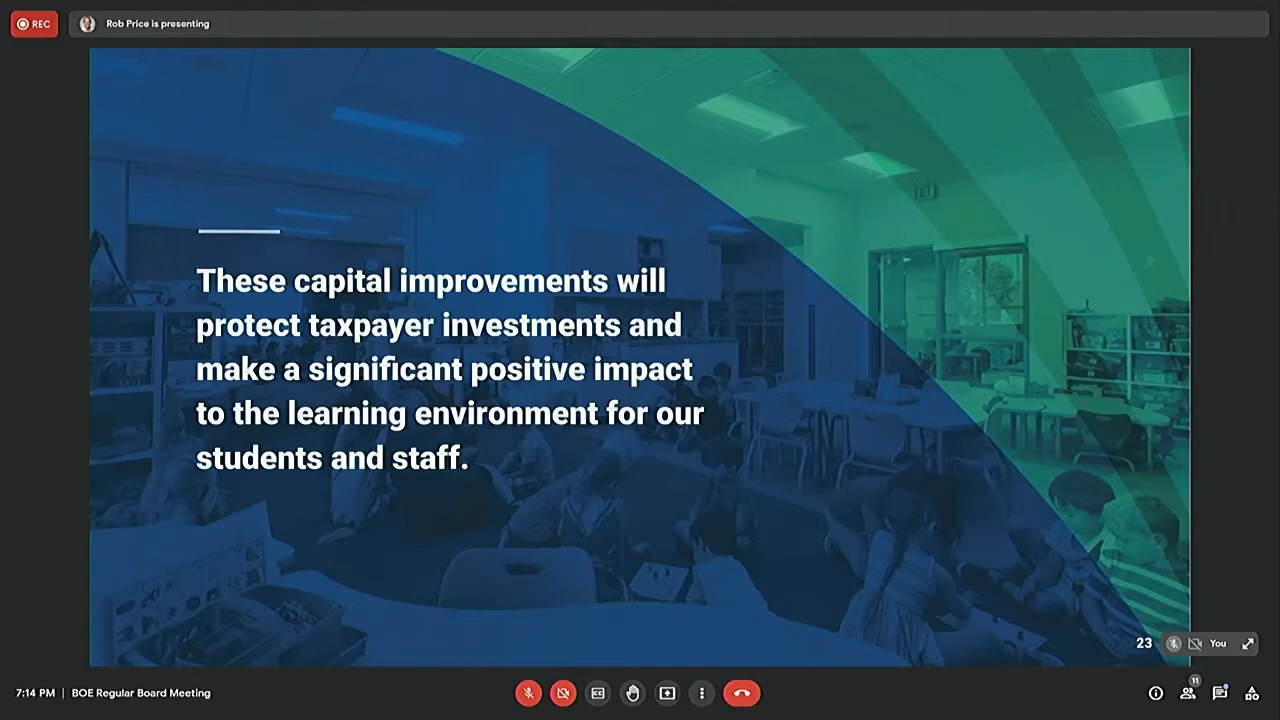 REC
Rob Price is presenting
EXIT
These capital improvements will
protect taxpayer investments and
make a significant positive impact
to the learning environment for our
students and staff.
23
You
7:14 PM | BOE Regular Board Meeting
11